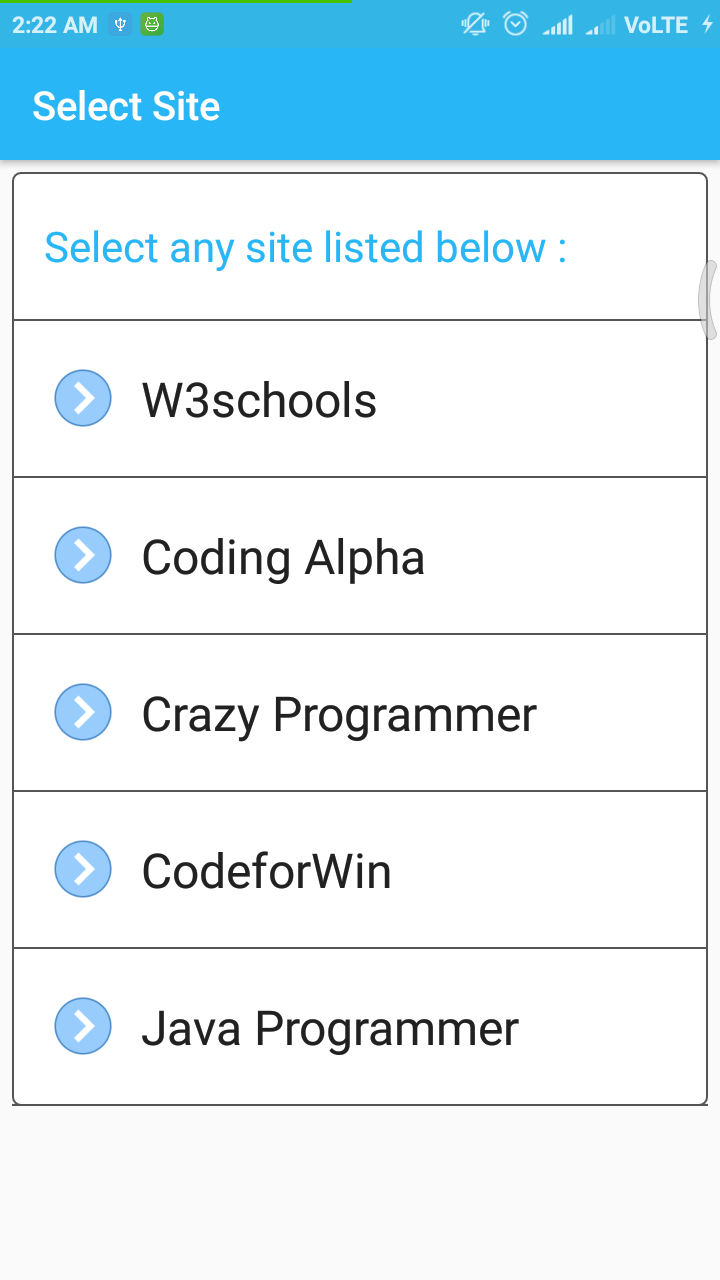 2:22 AM VoLTE
Select Site
Select any site listed below :
W3schools
Coding Alpha
Crazy Programmer
CodeforWin
Java Programmer